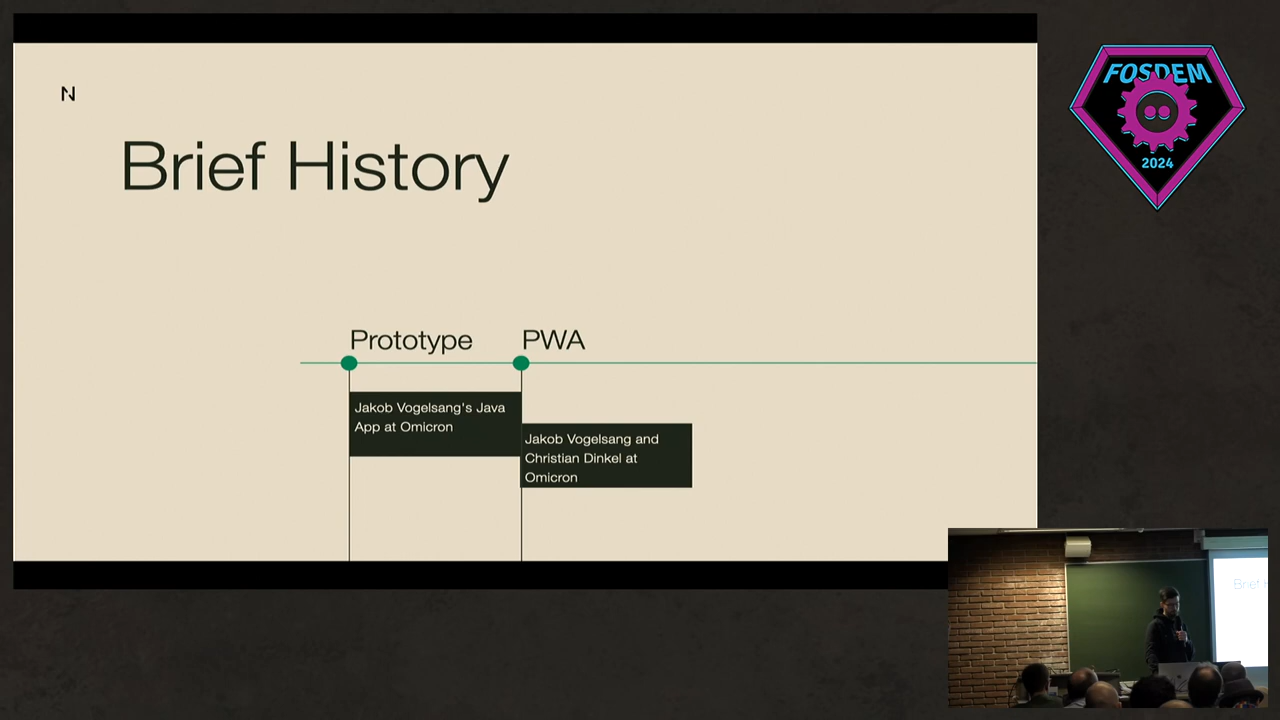 N
Brief History
Prototype
PWA
Jakob Vogelsang's Java
App at Omicron
Jakob Vogelsang and
Christian Dinkel at
Omicron
FOSDEM
2024
Brief H